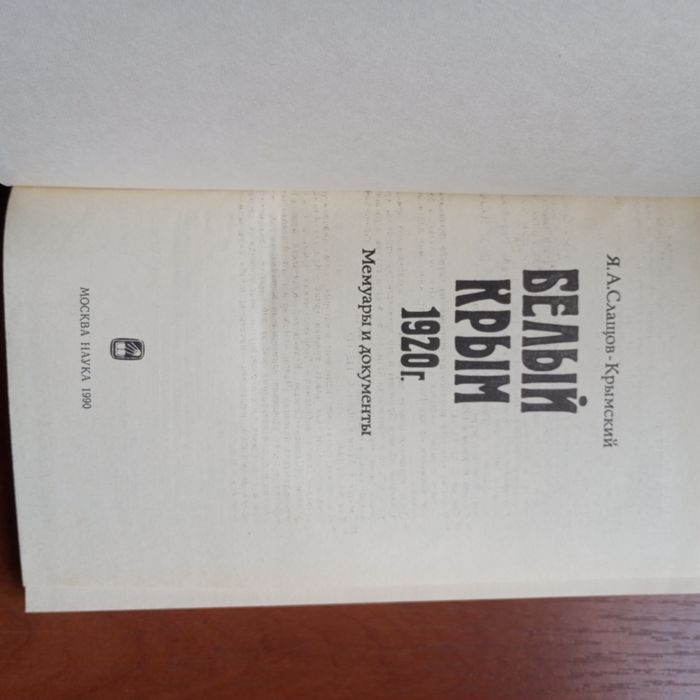 Я.А.Слащов-Крымский
БЕЛЫЙ
КРЫМ
1920г.
Мемуары и документы
МОСКВА НАУКА 1990